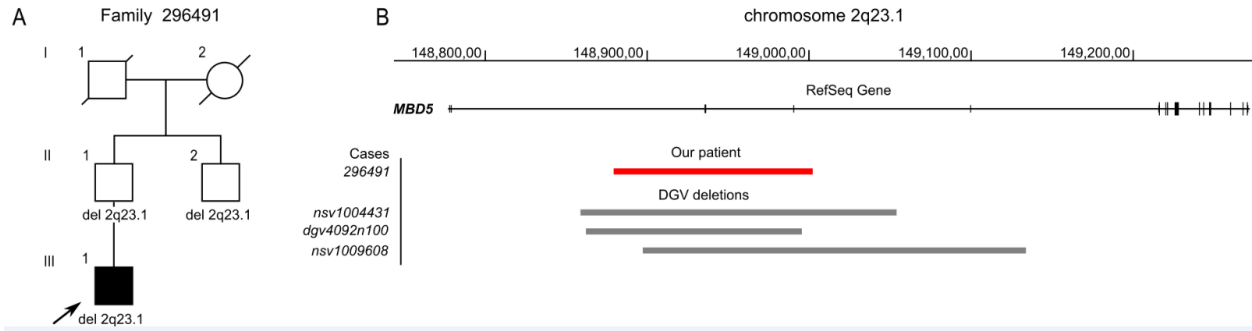 A
Family 296491
I
1
2
II
1
2
del 2q23.1
del 2q23.1
III
1
del 2q23.1
B
chromosome 2q23.1
148,800,00 148,900,00 149,000,00 149,100,00 149,200,00
RefSeq Gene
MBD5
Cases
Our patient
296491
DGV deletions
nsv1004431
dgv4092n100
nsv1009608